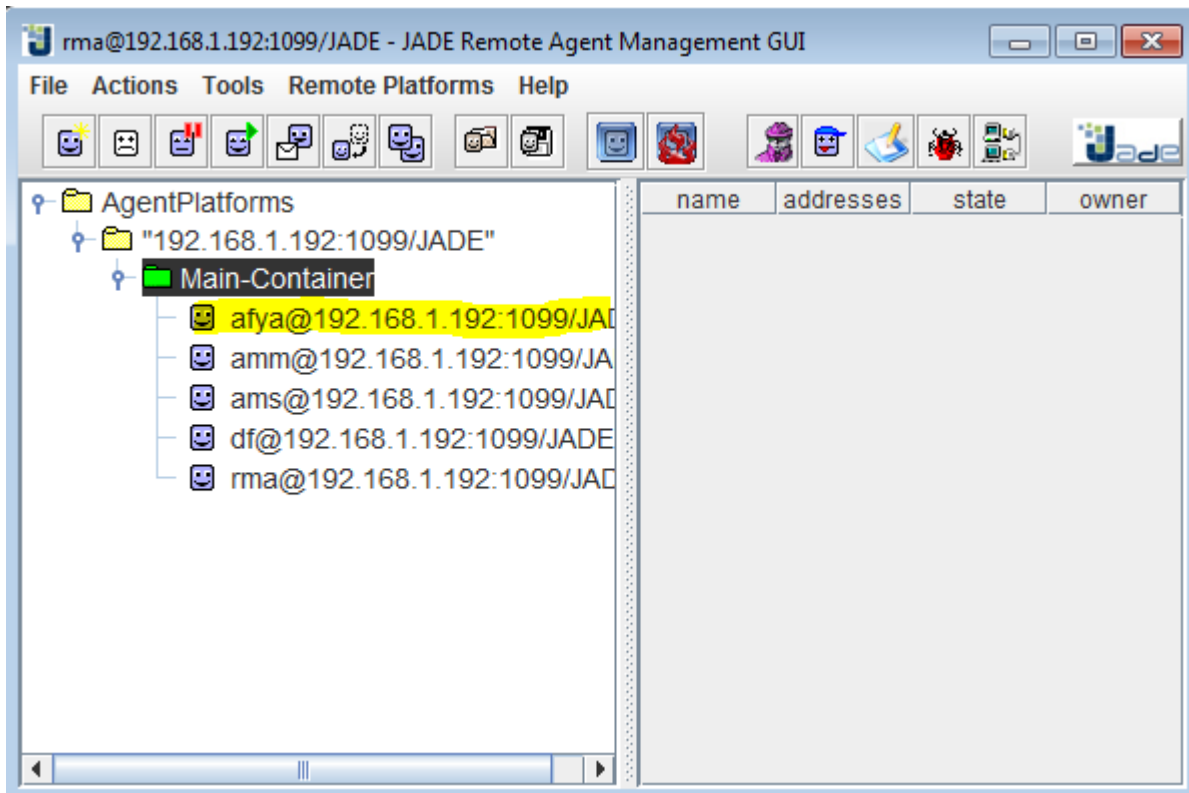 rma@192.168.1.192:1099/JADE - JADE Remote Agent Management GUI
File Actions Tools Remote Platforms Help
Jade
AgentPlatforms
"192.168.1.192:1099/JADE"
Main-Container
afya@192.168.1.192:1099/JAD
amm@192.168.1.192:1099/JA
ams@192.168.1.192:1099/JAD
df@192.168.1.192:1099/JADE
rma@192.168.1.192:1099/JAD
name addresses state owner